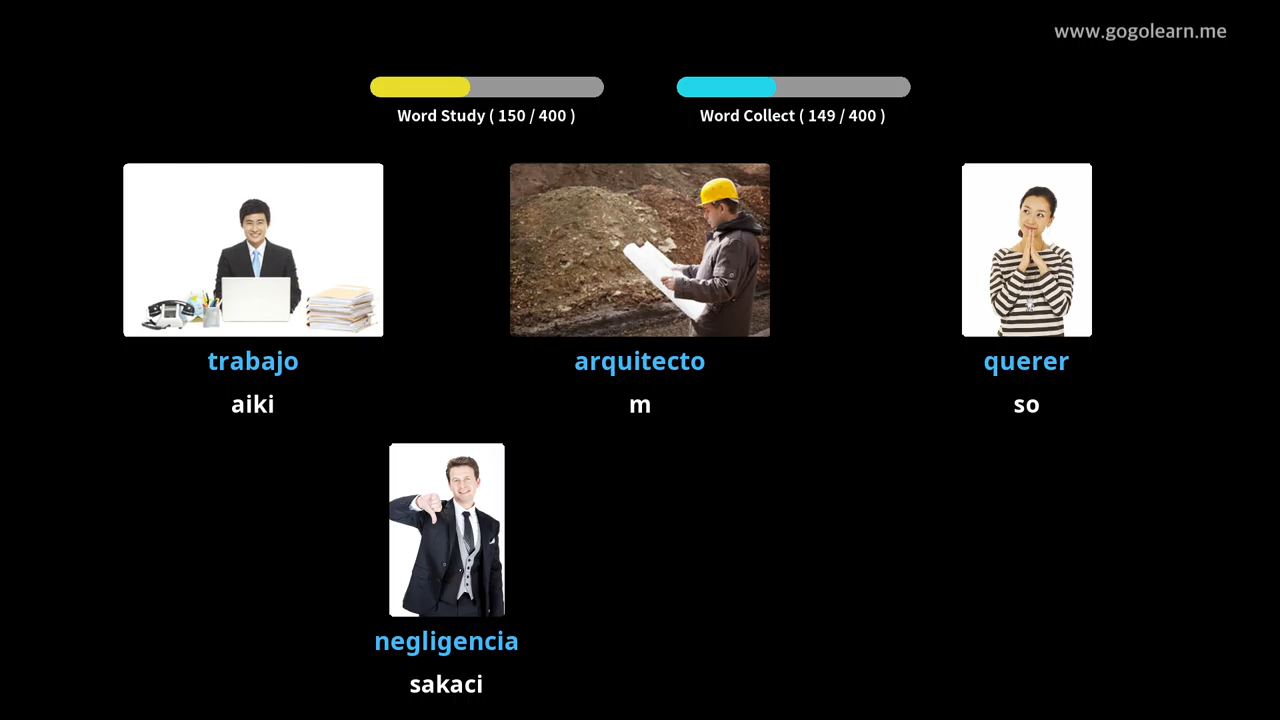 www.gogolearn.me
Word Study ( 150 / 400 )
Word Collect ( 149 / 400 )
trabajo
aiki
arquitecto
m
querer
so
negligencia
sakaci